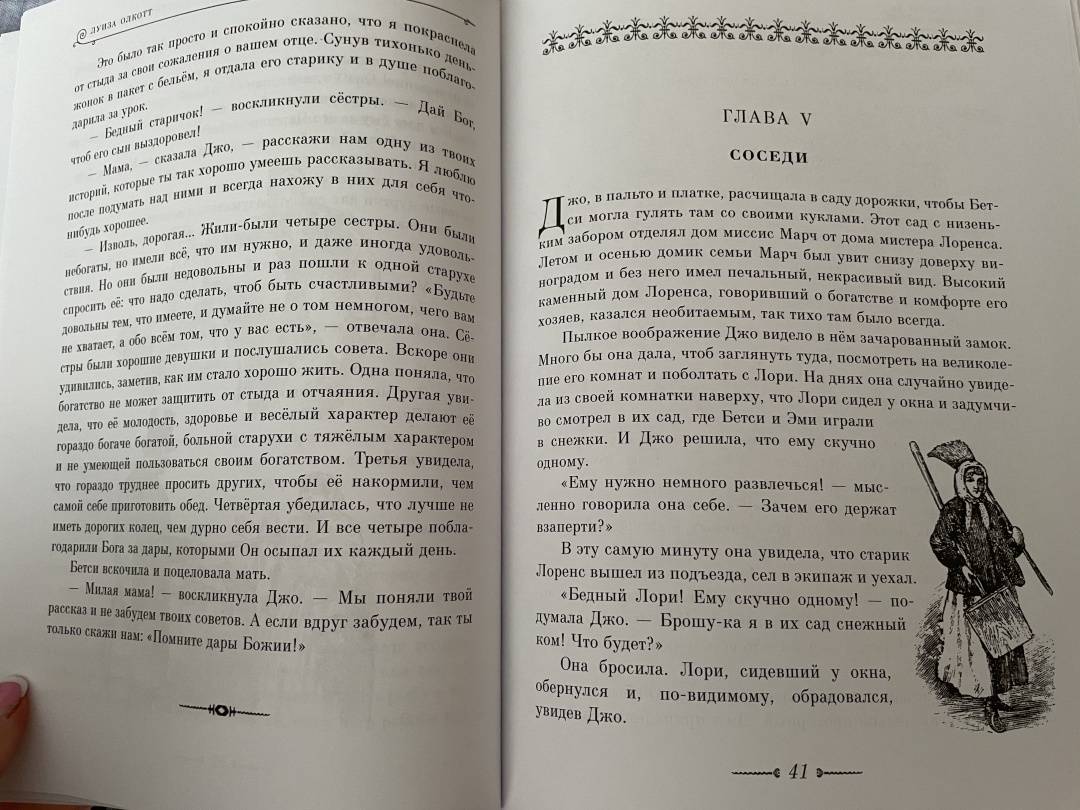 ЛУИЗА ОЛКОТТ
Это было так просто и спокойно сказано, что я покраснела
от стыда за свои сожаления о вашем отце. Сунув тихонько день-
жонок в пакет с бельём, я отдала его старику и в душе поблаго-
дарила за урок.
— Бедный старичок! — воскликнули сёстры. — Дай Бог,
чтоб его сын выздоровел!
— Мама, — сказала Джо, — расскажи нам одну из твоих
историй, которые ты так хорошо умеешь рассказывать. Я люблю
после подумать над ними и всегда нахожу в них для себя что-
нибудь хорошее.
— Изволь, дорогая... Жили-были четыре сестры. Они были
небогаты, но имели всё, что им нужно, и даже иногда удоволь-
ствия. Но они были недовольны и раз пошли к одной старухе
спросить её: что надо сделать, чтоб быть счастливыми? «Будьте
довольны тем, что имеете, и думайте не о том немногом, чего вам
не хватает, а обо всём том, что у вас есть», — отвечала она. Сё-
стры были хорошие девушки и послушались совета. Вскоре они
удивились, заметив, как им стало хорошо жить. Одна поняла, что
богатство не может защитить от стыда и отчаяния. Другая уви-
дела, что её молодость, здоровье и весёлый характер делают её
гораздо богаче богатой, больной старухи с тяжёлым характером
и не умеющей пользоваться своим богатством. Третья увидела,
что гораздо труднее просить других, чтобы её накормили, чем
самой себе приготовить обед. Четвёртая убедилась, что лучше не
иметь дорогих колец, чем дурно себя вести. И все четыре побла-
годарили Бога за дары, которыми Он осыпал их каждый день.
Бетси вскочила и поцеловала мать.
— Милая мама! — воскликнула Джо. — Мы поняли твой
рассказ и не забудем твоих советов. А если вдруг забудем, так ты
только скажи нам: «Помните дары Божии!»
ГЛАВА V
СОСЕДИ
Джо, в пальто и платке, расчищала в саду дорожки, чтобы Бет-
си могла гулять там со своими куклами. Этот сад с низень-
ким забором отделял дом миссис Марч от дома мистера Лоренса.
Летом и осенью домик семьи Марч был увит снизу доверху ви-
ноградом и без него имел печальный, некрасивый вид. Высокий
каменный дом Лоренса, говоривший о богатстве и комфорте его
хозяев, казался необитаемым, так тихо там было всегда.
Пылкое воображение Джо видело в нём зачарованный замок.
Много бы она дала, чтоб заглянуть туда, посмотреть на великоле-
пие его комнат и поболтать с Лори. На днях она случайно увиде-
ла из своей комнатки наверху, что Лори сидел у окна и задумчи-
во смотрел в их сад, где Бетси и Эми играли
в снежки. И Джо решила, что ему скучно
одному.
«Ему нужно немного развлечься! — мыс-
ленно говорила она себе. — Зачем его держат
взаперти?»
В эту самую минуту она увидела, что старик
Лоренс вышел из подъезда, сел в экипаж и уехал.
«Бедный Лори! Ему скучно одному! — по-
думала Джо. — Брошу-ка я в их сад снежный
ком! Что будет?»
Она бросила. Лори, сидевший у окна,
обернулся и, по-видимому, обрадовался,
увидев Джо.
41